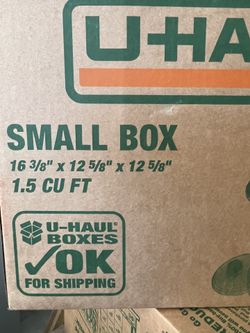 U-HA
SMALL BOX
16 3/8" x 12 5/8" x 12 5/8"
1.5 CU FT
U-HAUL®
BOXES
OK
FOR SHIPPING